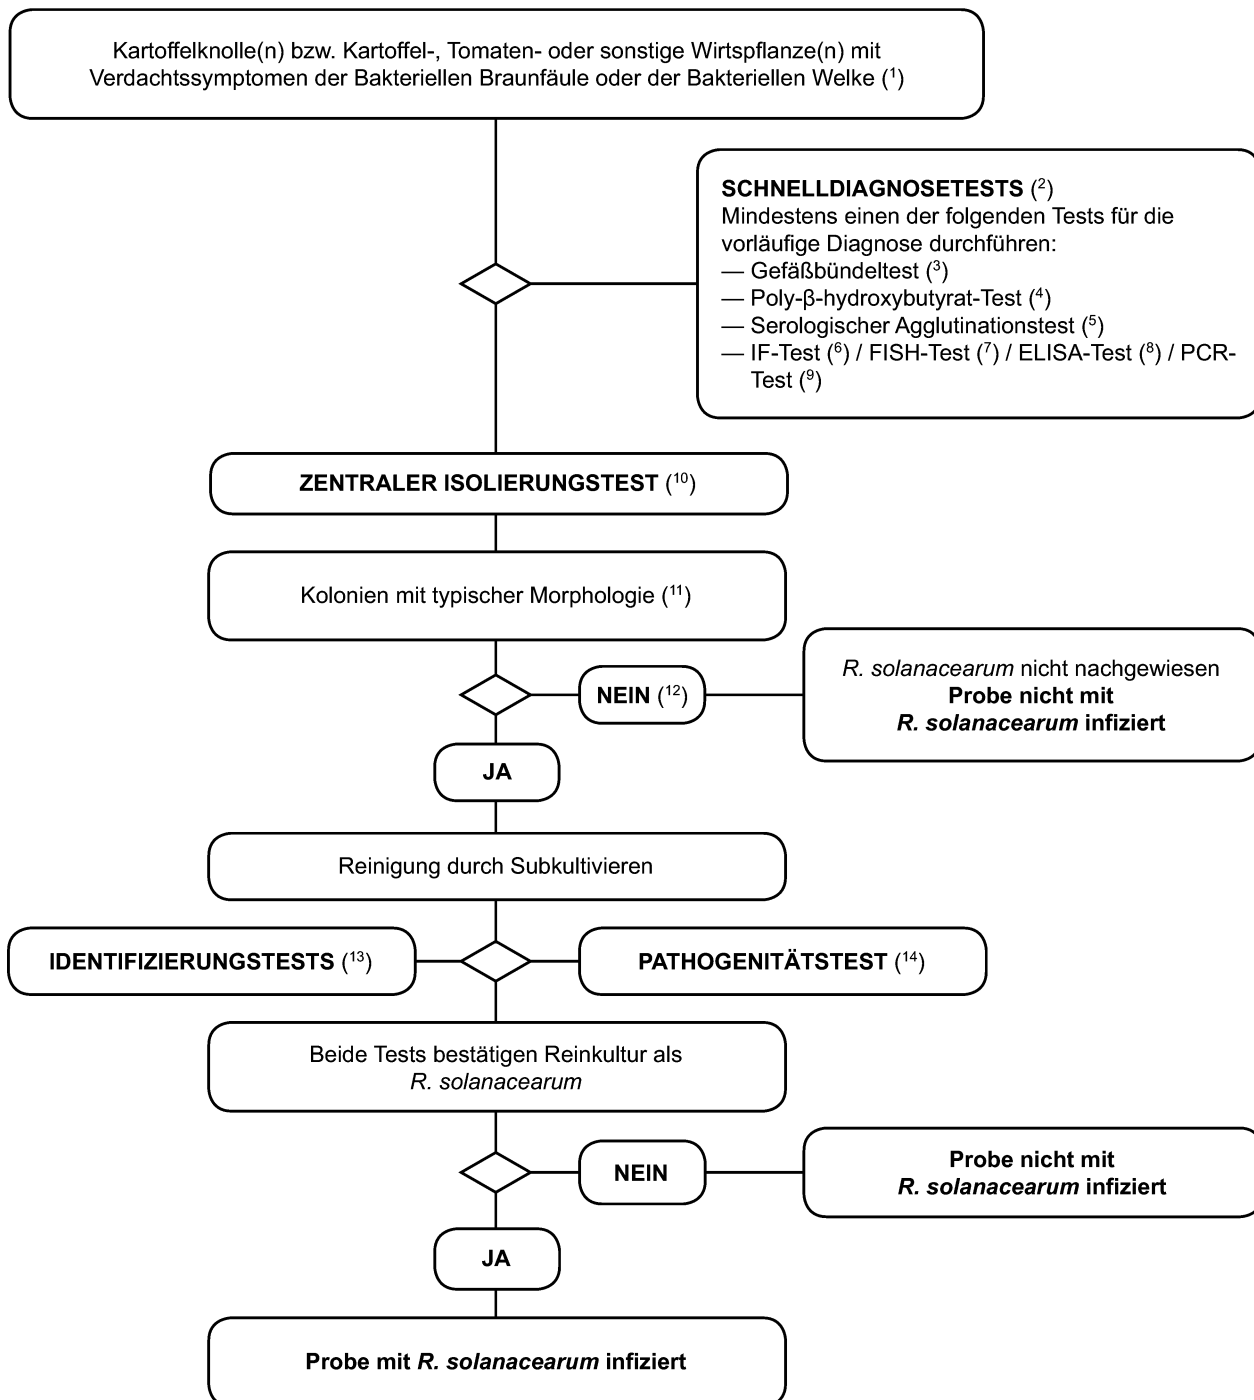 Kartoffelknolle(n) bzw. Kartoffel-, Tomaten- oder sonstige Wirtspflanze(n) mit
Verdachtssymptomen der Bakteriellen Braunfäule oder der Bakteriellen Welke (¹)
SCHNELLDIAGNOSETESTS (²)
Mindestens einen der folgenden Tests für die
vorläufige Diagnose durchführen:
— Gefäßbündeltest (³)
— Poly-β-hydroxybutyrat-Test (⁴)
— Serologischer Agglutinationstest (⁵)
— IF-Test (⁶) / FISH-Test (⁷) / ELISA-Test (⁸) / PCR-
Test (⁹)
ZENTRALER ISOLIERUNGSTEST (¹⁰)
Kolonien mit typischer Morphologie (¹¹)
NEIN (¹²)
R. solanacearum nicht nachgewiesen
Probe nicht mit
R. solanacearum infiziert
JA
Reinigung durch Subkultivieren
IDENTIFIZIERUNGSTESTS (¹³)
PATHOGENITÄTSTEST (¹⁴)
Beide Tests bestätigen Reinkultur als
R. solanacearum
NEIN
Probe nicht mit
R. solanacearum infiziert
JA
Probe mit R. solanacearum infiziert